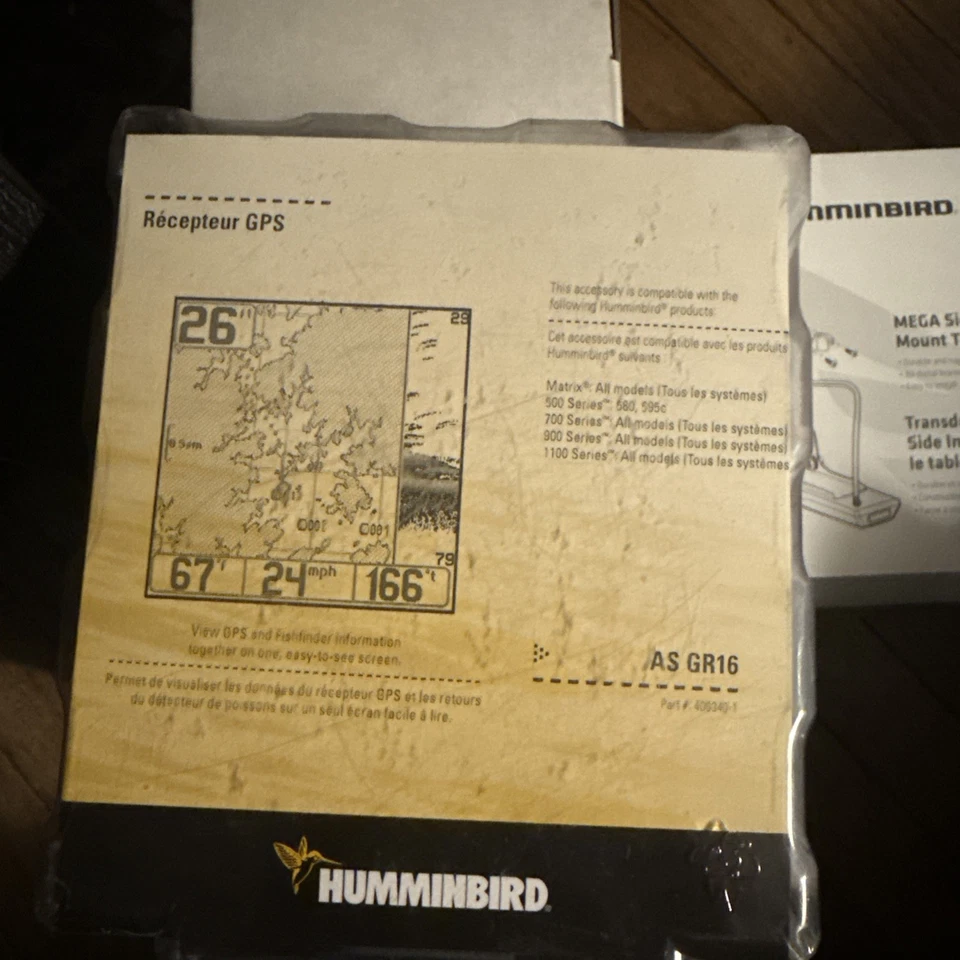 Récepteur GPS
26 ft
29
67 f
24 mph
166 °t
79
View GPS and Fishfinder information
together on one, easy-to-see screen.
Permet de visualiser les données du récepteur GPS et les retours
du détecteur de poissons sur un seul écran facile à lire.
This accessory is compatible with the
following Humminbird® products:
Cet accessoire est compatible avec les produits
Humminbird® suivants :
Matrix®: All models (Tous les systèmes)
500 Series™: 580, 595c
700 Series™: All models (Tous les systèmes)
900 Series™: All models (Tous les systèmes)
1100 Series™: All models (Tous les systèmes
AS GR16
Part #:
HUMMINBIRD®
MMINBIRD
MEGA Si
Mount T
Transd
Side In
le tabl